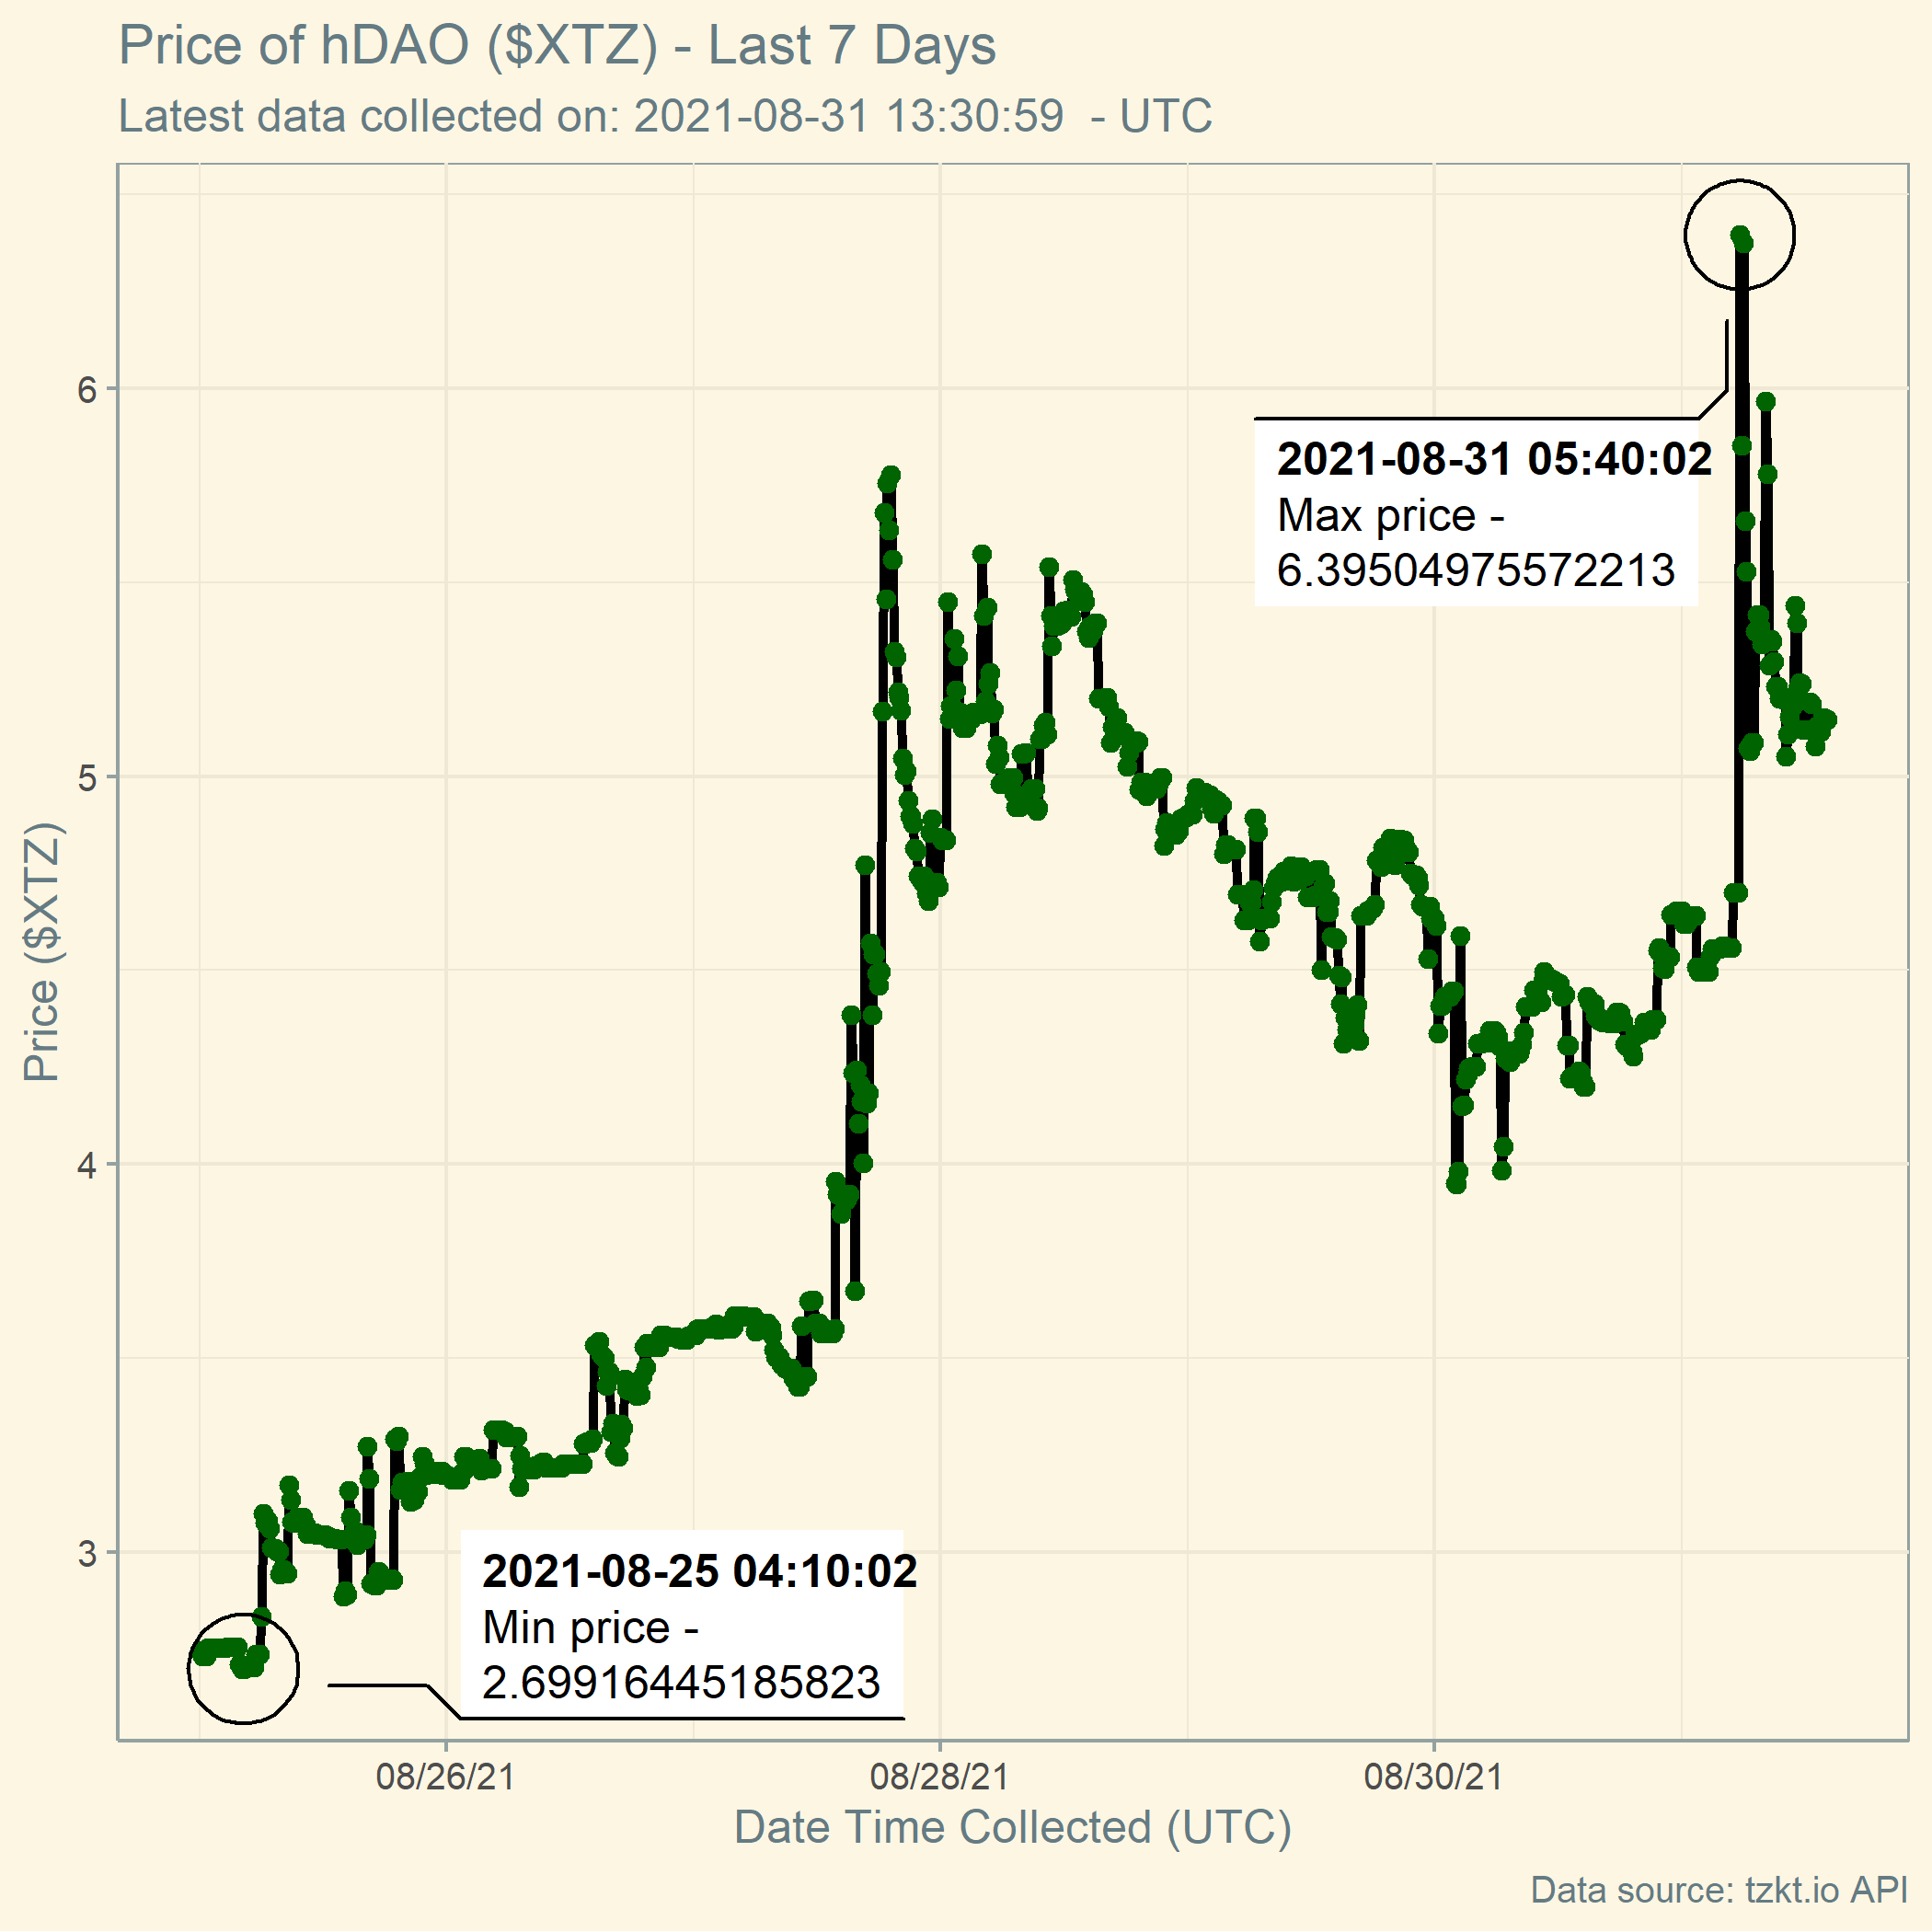 Price of hDAO ($XTZ) - Last 7 Days
Latest data collected on: 2021-08-31 13:30:59  - UTC
6
2021-08-31 05:40:02
Max price -
6.39504975572213
5
Price ($XTZ)
4
3
2021-08-25 04:10:02
Min price -
2.69916445185823
08/26/21
08/28/21
08/30/21
Date Time Collected (UTC)
Data source: tzkt.io API